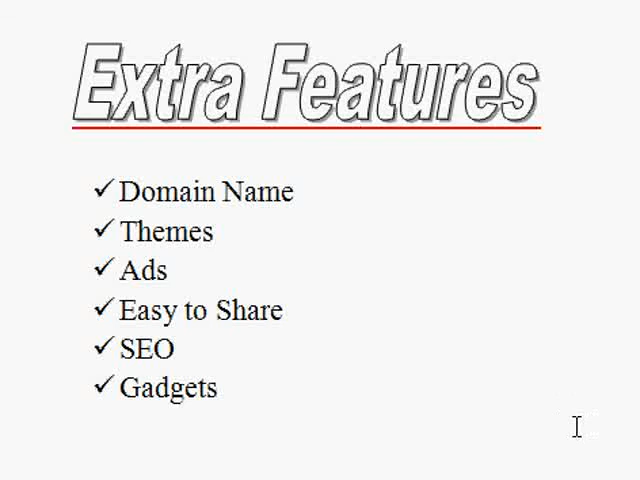 Extra Features
✓ Domain Name
✓ Themes
✓ Ads
✓ Easy to Share
✓ SEO
✓ Gadgets